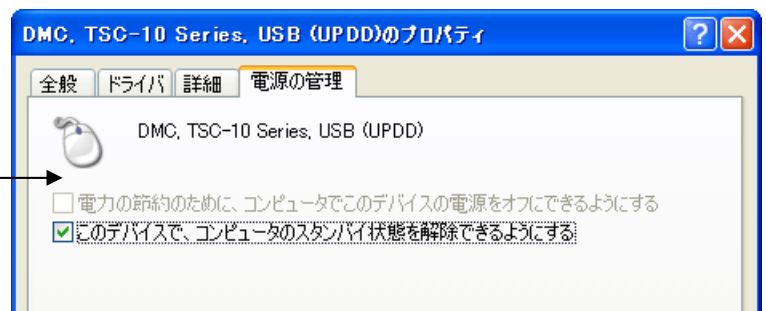 DMC, TSC-10 Series, USB (UPDD)のプロパティ
全般 ドライバ 詳細 電源の管理
DMC, TSC-10 Series, USB (UPDD)
電力の節約のために、コンピュータでこのデバイスの電源をオフにできるようにする
このデバイスで、コンピュータのスタンバイ状態を解除できるようにする